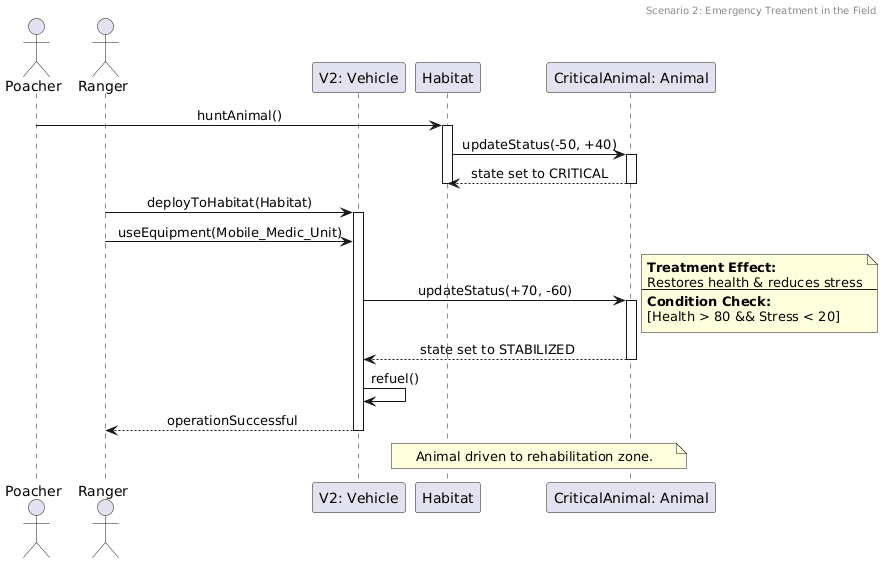 Scenario 2: Emergency Treatment in the Field
Poacher
Ranger
V2: Vehicle
Habitat
CriticalAnimal: Animal
huntAnimal()
updateStatus(-50, +40)
state set to CRITICAL
deployToHabitat(Habitat)
useEquipment(Mobile_Medic_Unit)
updateStatus(+70, -60)
Treatment Effect:
Restores health & reduces stress
Condition Check:
[Health > 80 && Stress < 20]
state set to STABILIZED
refuel()
operationSuccessful
Animal driven to rehabilitation zone.
Poacher
Ranger
V2: Vehicle
Habitat
CriticalAnimal: Animal